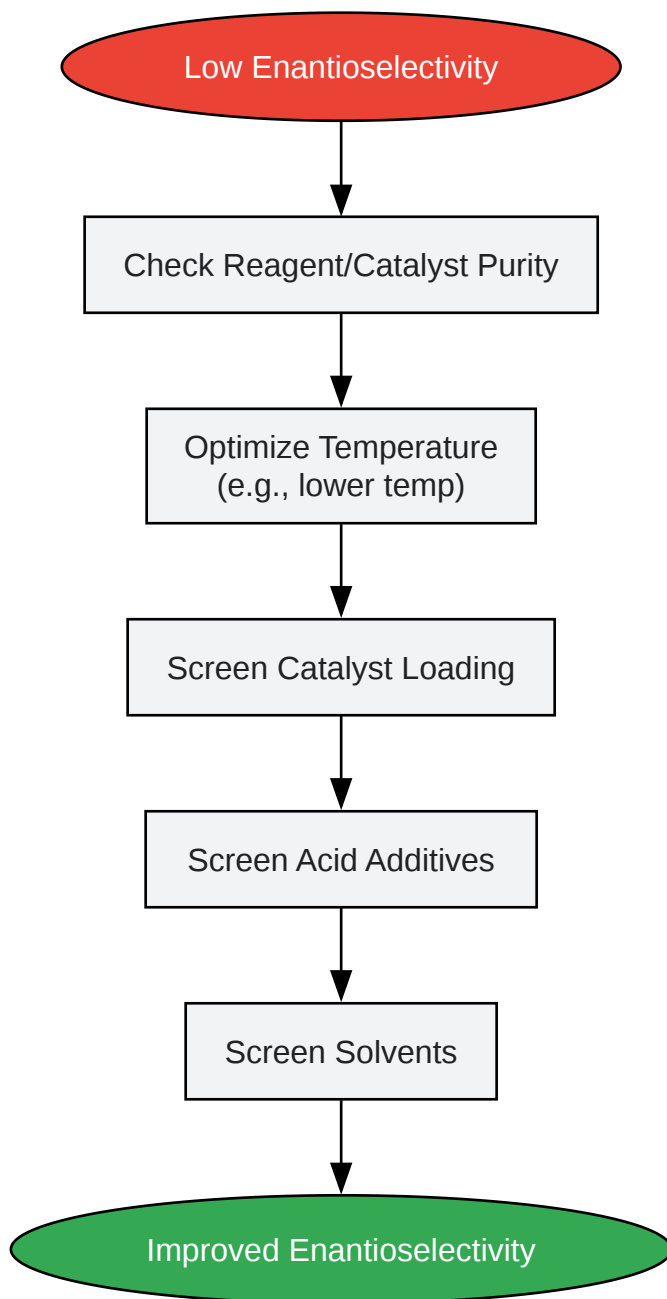 Low Enantioselectivity
Check Reagent/Catalyst Purity
Optimize Temperature
(e.g., lower temp)
Screen Catalyst Loading
Screen Acid Additives
Screen Solvents
Improved Enantioselectivity